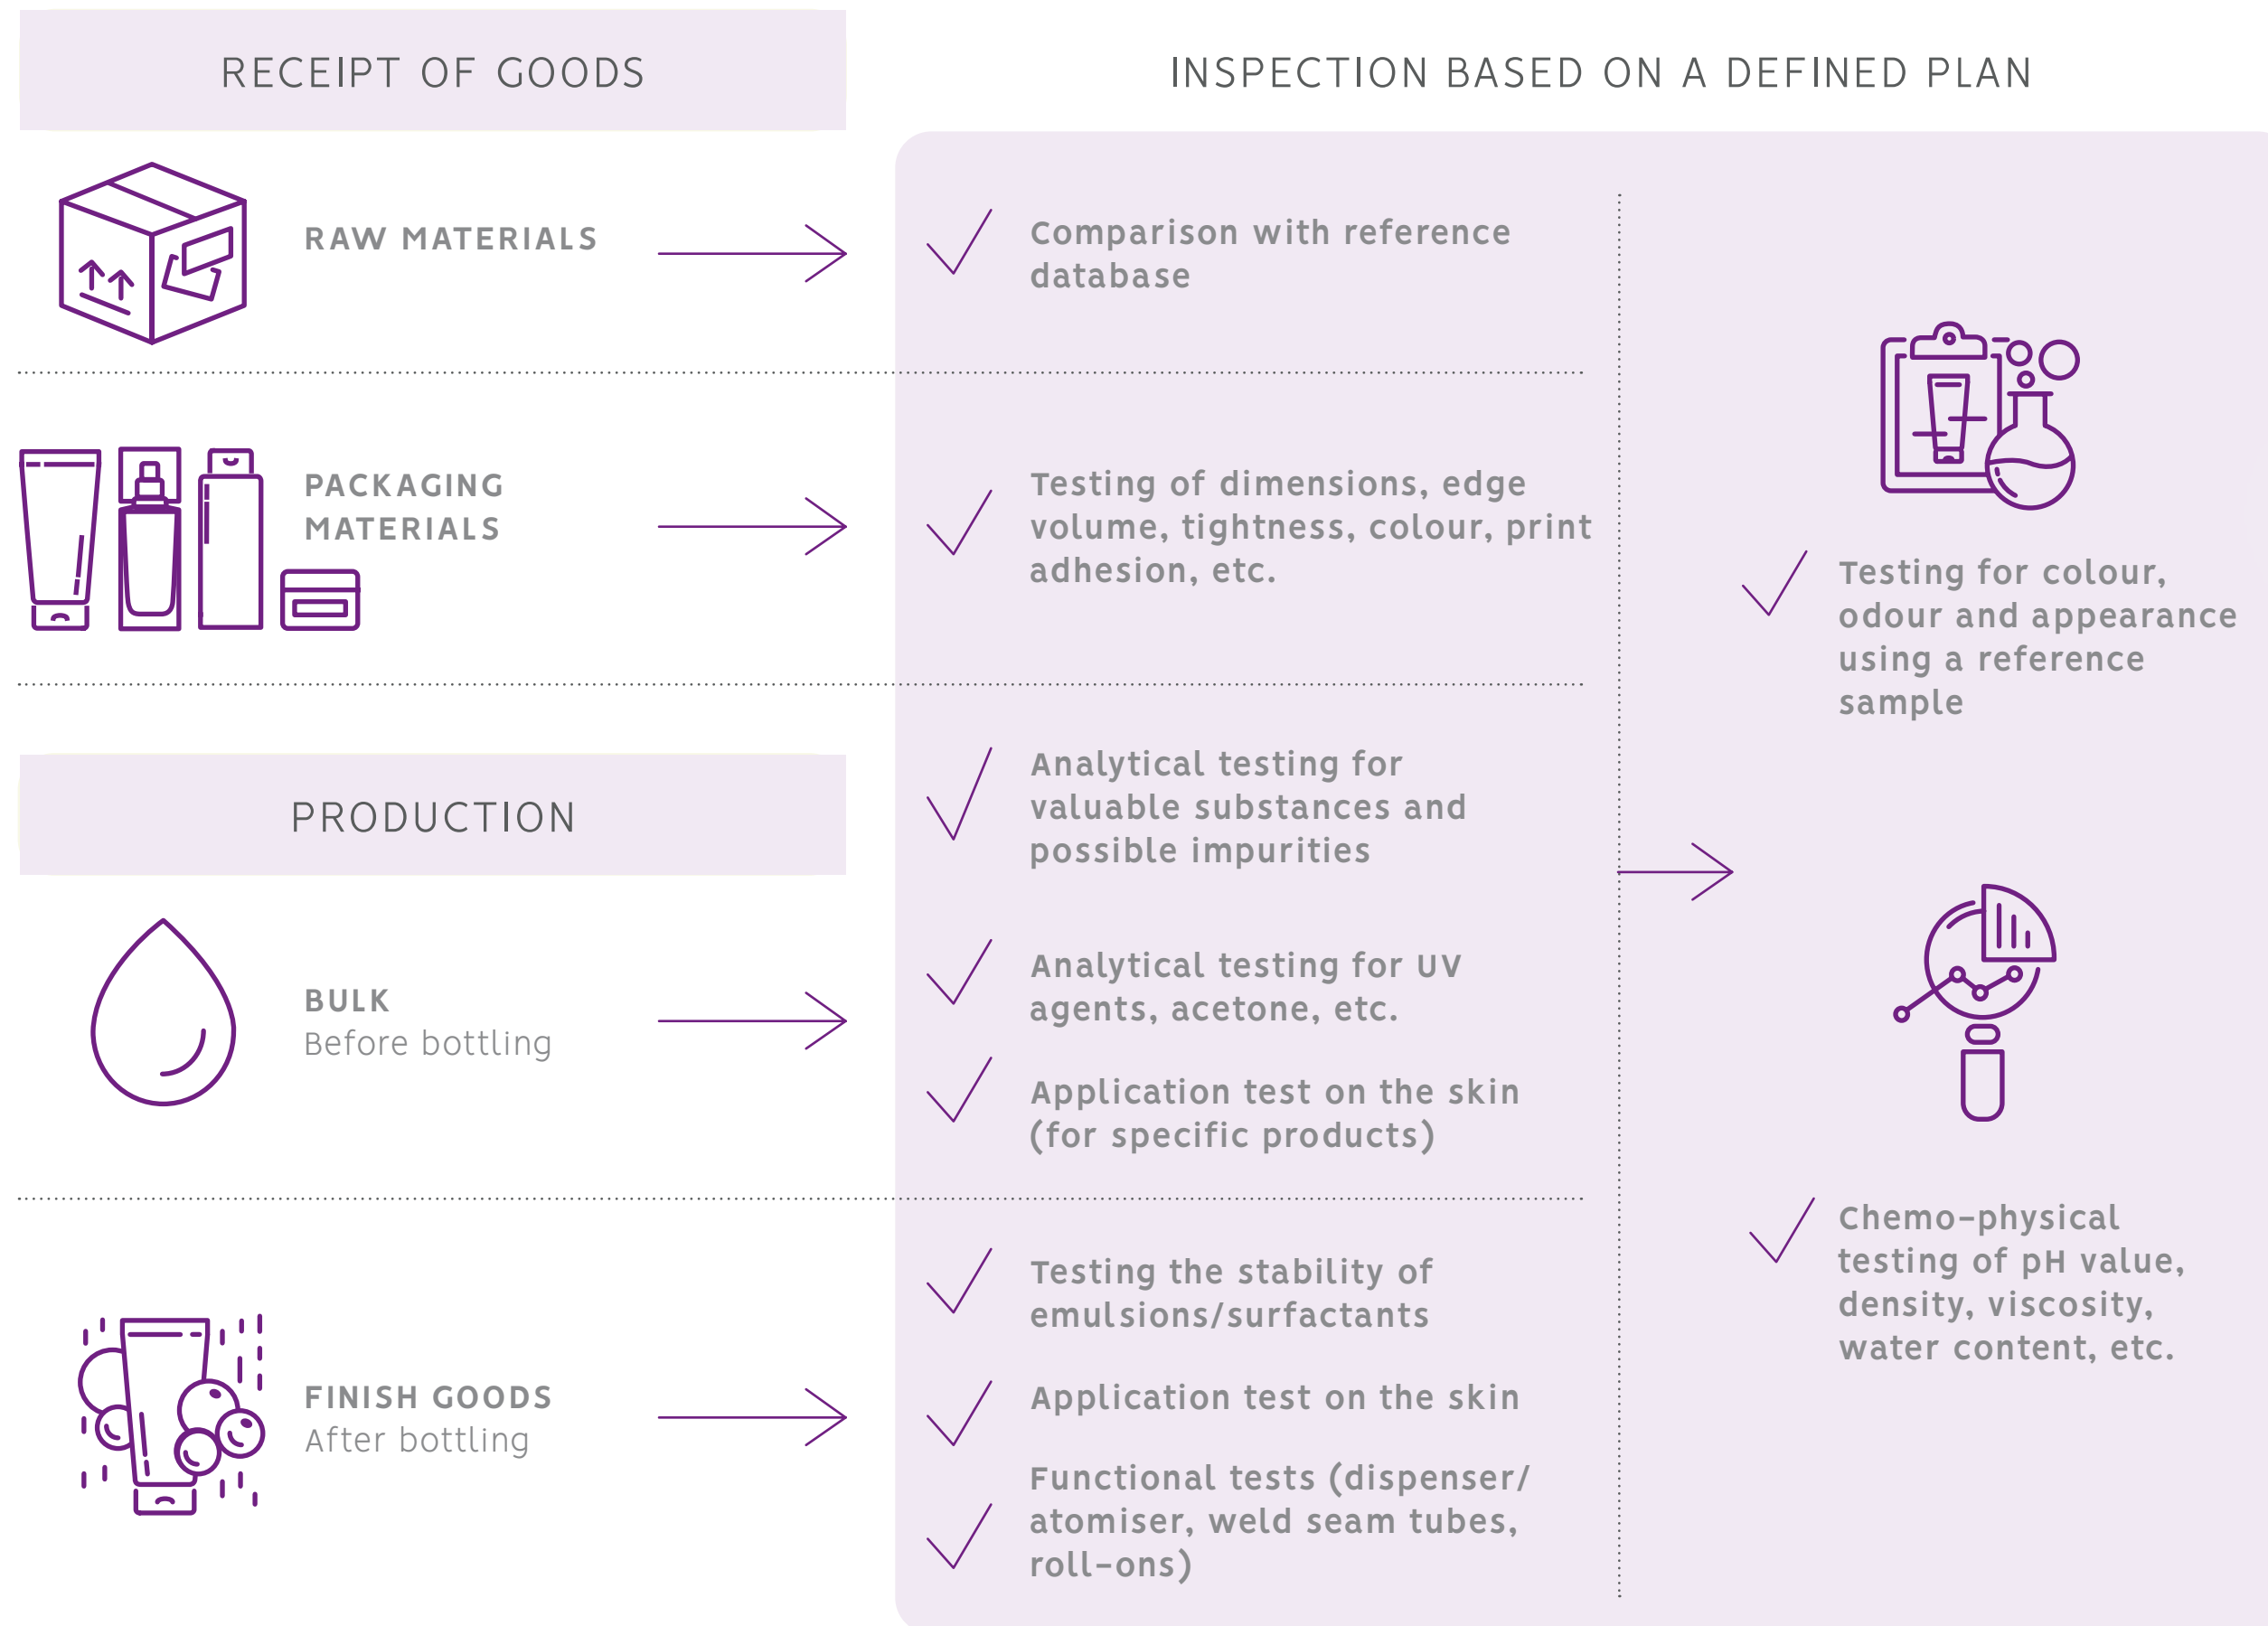 RECEIPT OF GOODS
INSPECTION BASED ON A DEFINED PLAN
RAW MATERIALS
Comparison with reference
database
PACKAGING
MATERIALS
Testing of dimensions, edge
volume, tightness, colour, print
adhesion, etc.
PRODUCTION
Analytical testing for
valuable substances and
possible impurities
BULK
Before bottling
Analytical testing for UV
agents, acetone, etc.
Application test on the skin
(for specific products)
FINISH GOODS
After bottling
Testing the stability of
emulsions/surfactants
Application test on the skin
Functional tests (dispenser/
atomiser, weld seam tubes,
roll-ons)
Testing for colour,
odour and appearance
using a reference
sample
Chemo-physical
testing of pH value,
density, viscosity,
water content, etc.